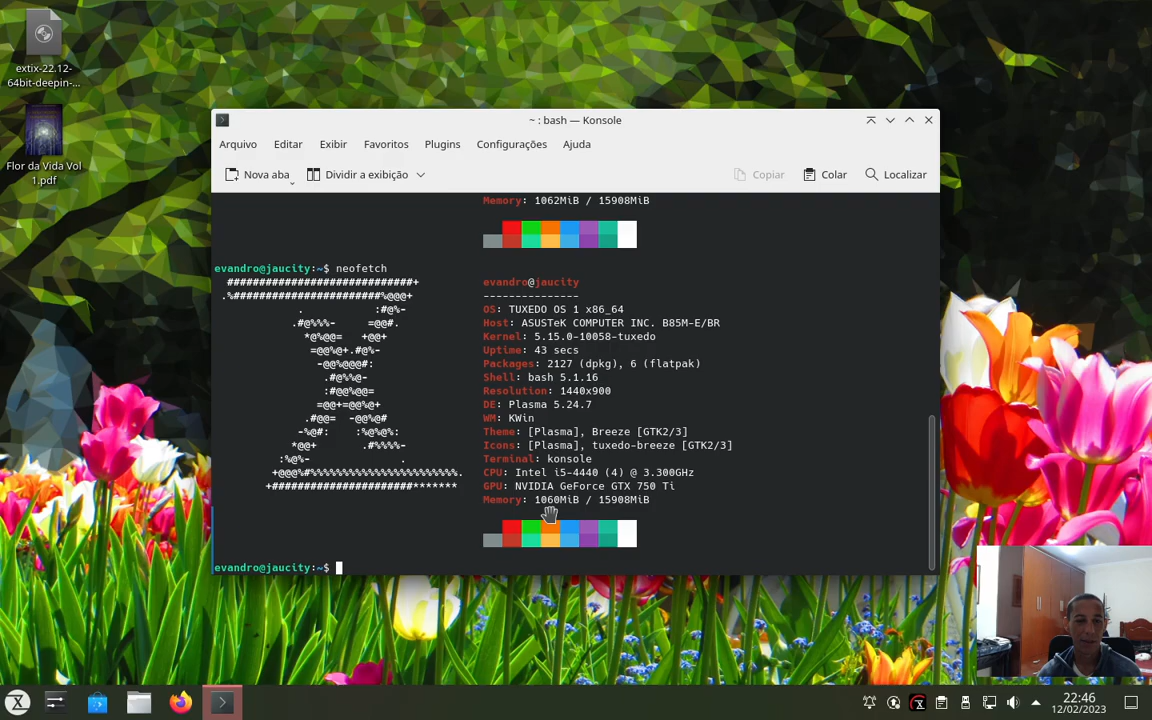 extix-22.12-
64bit-deepin-...
Flor da Vida Vol
1.pdf
~ : bash — Konsole
Arquivo Editar Exibir Favoritos Plugins Configurações Ajuda
Nova aba Dividir a exibição Copiar Colar Localizar
Memory: 1062MiB / 15908MiB
evandro@jaucity:~$ neofetch
evandro@jaucity
---------------
OS: TUXEDO OS 1 x86_64
Host: ASUSTeK COMPUTER INC. B85M-E/BR
Kernel: 5.15.0-10058-tuxedo
Uptime: 43 secs
Packages: 2127 (dpkg), 6 (flatpak)
Shell: bash 5.1.16
Resolution: 1440x900
DE: Plasma 5.24.7
WM: KWin
Theme: [Plasma], Breeze [GTK2/3]
Icons: [Plasma], tuxedo-breeze [GTK2/3]
Terminal: konsole
CPU: Intel i5-4440 (4) @ 3.300GHz
GPU: NVIDIA GeForce GTX 750 Ti
Memory: 1060MiB / 15908MiB
evandro@jaucity:~$
22:46
12/02/2023